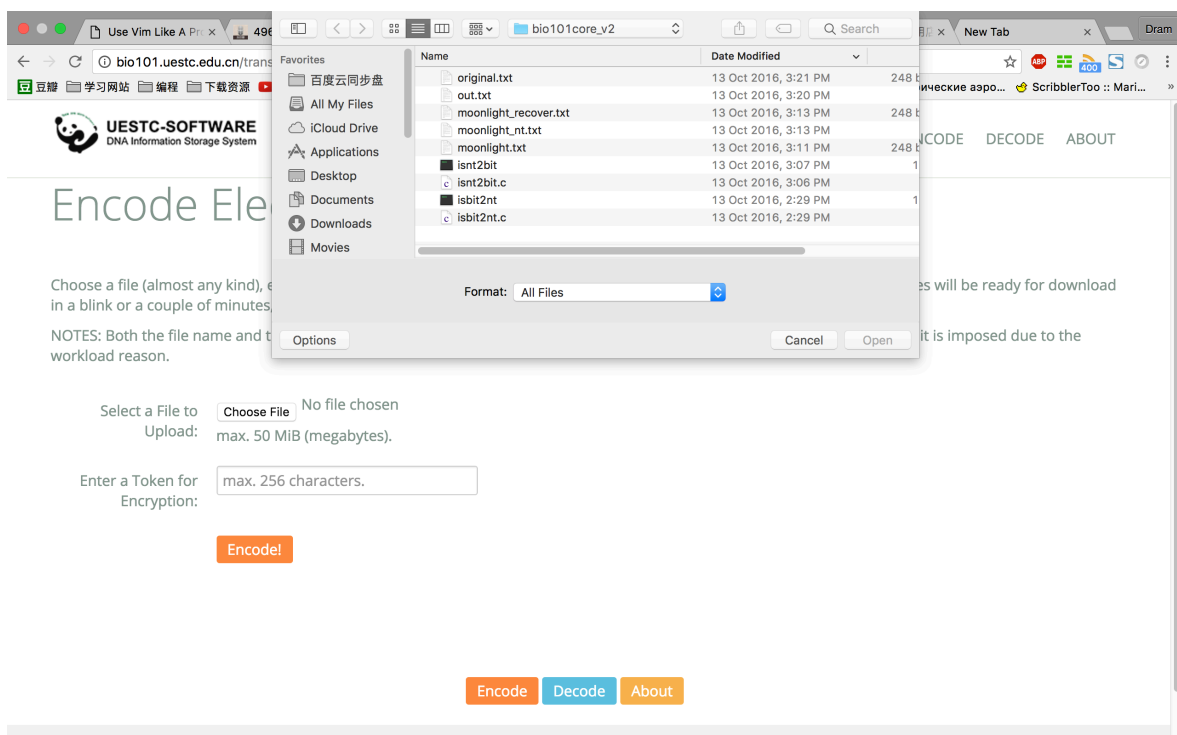 Use Vim Like A Pr
496
New Tab
Dram
bio101.uestc.edu.cn/trans
ABP
400
豆瓣
学习网站
编程
下载资源
ические аэро...
ScribblerToo :: Mari...
»
bio101core_v2
Search
Favorites
百度云同步盘
All My Files
iCloud Drive
Applications
Desktop
Documents
Downloads
Movies
Name Date Modified
original.txt 13 Oct 2016, 3:21 PM 248 b
out.txt 13 Oct 2016, 3:20 PM
moonlight_recover.txt 13 Oct 2016, 3:13 PM 248 b
moonlight_nt.txt 13 Oct 2016, 3:13 PM
moonlight.txt 13 Oct 2016, 3:11 PM 248 b
isnt2bit 13 Oct 2016, 3:07 PM 1
isnt2bit.c 13 Oct 2016, 3:06 PM
isbit2nt 13 Oct 2016, 2:29 PM 1
isbit2nt.c 13 Oct 2016, 2:29 PM
Format: All Files
Options
Cancel
Open
UESTC-SOFTWARE
DNA Information Storage System
NCODE DECODE ABOUT
Encode Ele
Choose a file (almost any kind), e
es will be ready for download
in a blink or a couple of minutes,
NOTES: Both the file name and t
it is imposed due to the
workload reason.
Select a File to
Upload:
Choose File No file chosen
max. 50 MiB (megabytes).
Enter a Token for
Encryption:
max. 256 characters.
Encode!
Encode Decode About